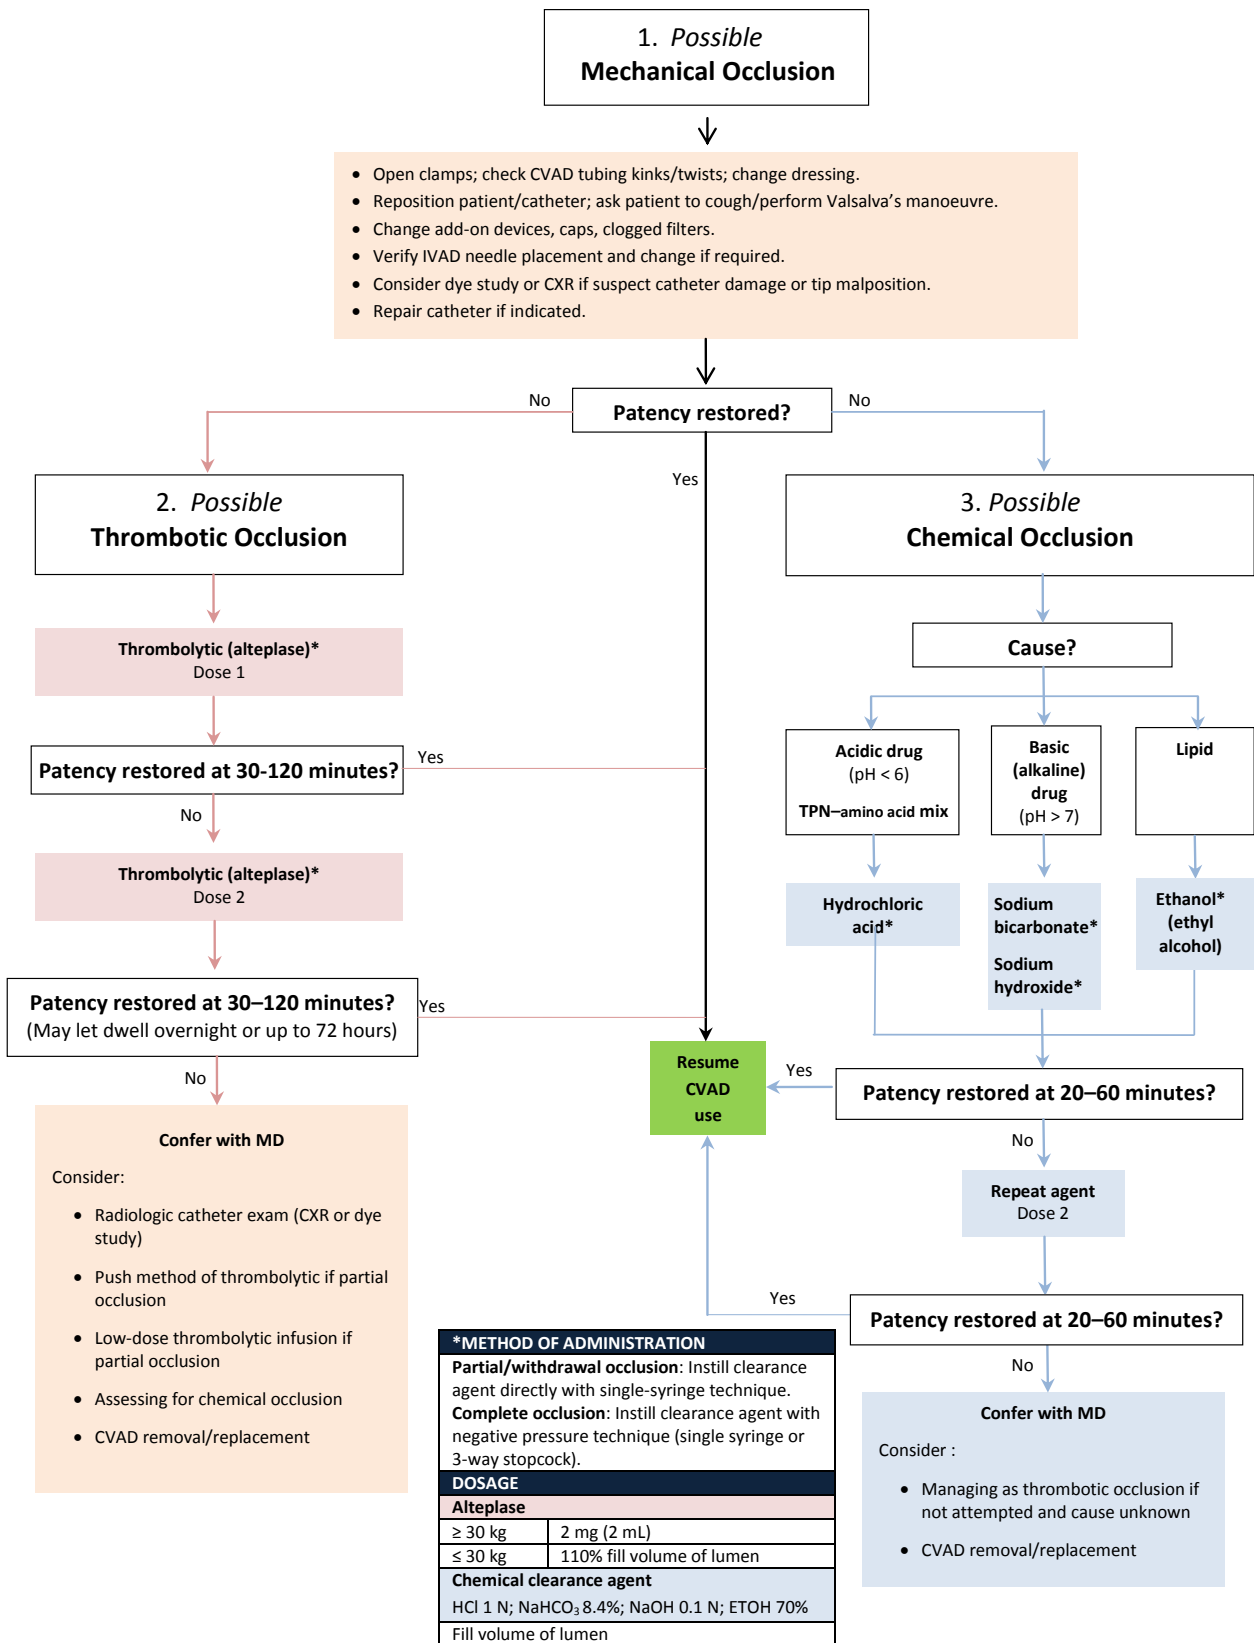 1. Possible
Mechanical Occlusion
• Open clamps; check CVAD tubing kinks/twists; change dressing.
• Reposition patient/catheter; ask patient to cough/perform Valsalva’s manoeuvre.
• Change add-on devices, caps, clogged filters.
• Verify IVAD needle placement and change if required.
• Consider dye study or CXR if suspect catheter damage or tip malposition.
• Repair catheter if indicated.
No
Patency restored?
No
Yes
2. Possible
Thrombotic Occlusion
Thrombolytic (alteplase)*
Dose 1
Patency restored at 30-120 minutes?
Yes
No
Thrombolytic (alteplase)*
Dose 2
Patency restored at 30–120 minutes?
(May let dwell overnight or up to 72 hours)
Yes
No
Confer with MD
Consider:
• Radiologic catheter exam (CXR or dye
study)
• Push method of thrombolytic if partial
occlusion
• Low-dose thrombolytic infusion if
partial occlusion
• Assessing for chemical occlusion
• CVAD removal/replacement
3. Possible
Chemical Occlusion
Cause?
Acidic drug
(pH < 6)
TPN–amino acid mix
Basic
(alkaline)
drug
(pH > 7)
Lipid
Hydrochloric
acid*
Sodium
bicarbonate*
Sodium
hydroxide*
Ethanol*
(ethyl
alcohol)
Resume
CVAD
use
Yes
Patency restored at 20–60 minutes?
No
Repeat agent
Dose 2
Yes
Patency restored at 20–60 minutes?
No
Confer with MD
Consider :
• Managing as thrombotic occlusion if
not attempted and cause unknown
• CVAD removal/replacement
*METHOD OF ADMINISTRATION
Partial/withdrawal occlusion: Instill clearance
agent directly with single-syringe technique.
Complete occlusion: Instill clearance agent with
negative pressure technique (single syringe or
3-way stopcock).
DOSAGE
Alteplase
≥ 30 kg 2 mg (2 mL)
≤ 30 kg 110% fill volume of lumen
Chemical clearance agent
HCl 1 N; NaHCO₃ 8.4%; NaOH 0.1 N; ETOH 70%
Fill volume of lumen